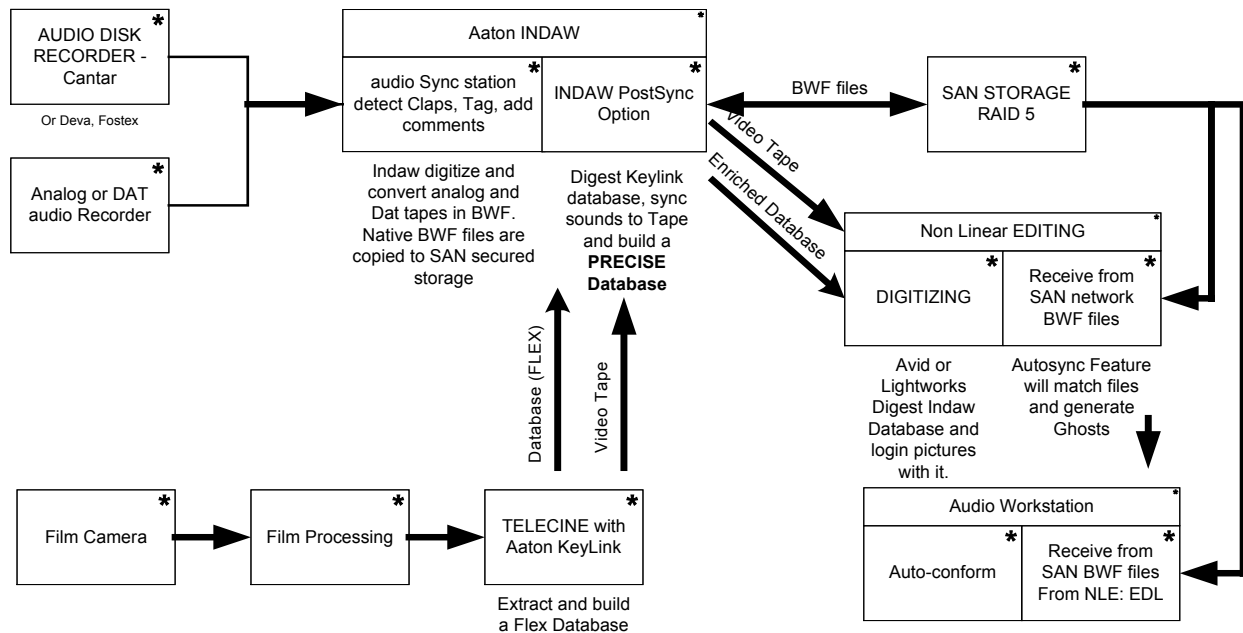 *
AUDIO DISK
RECORDER -
Cantar
Or Deva, Fostex
*
Analog or DAT
audio Recorder
*
Aaton INDAW
*
audio Sync station
detect Claps, Tag, add
comments
*
INDAW PostSync
Option
Indaw digitize and
convert analog and
Dat tapes in BWF.
Native BWF files are
copied to SAN secured
storage
Digest Keylink
database, sync
sounds to Tape
and build a
PRECISE
Database
BWF files
*
SAN STORAGE
RAID 5
Video Tape
Enriched Database
*
Non Linear EDITING
*
DIGITIZING
*
Receive from
SAN network
BWF files
Avid or
Lightworks
Digest Indaw
Database and
login pictures
with it.
Autosync Feature
will match files
and generate
Ghosts
Database (FLEX)
Video Tape
*
Film Camera
*
Film Processing
*
TELECINE with
Aaton KeyLink
Extract and build
a Flex Database
*
Audio Workstation
*
Auto-conform
*
Receive from
SAN BWF files
From NLE: EDL